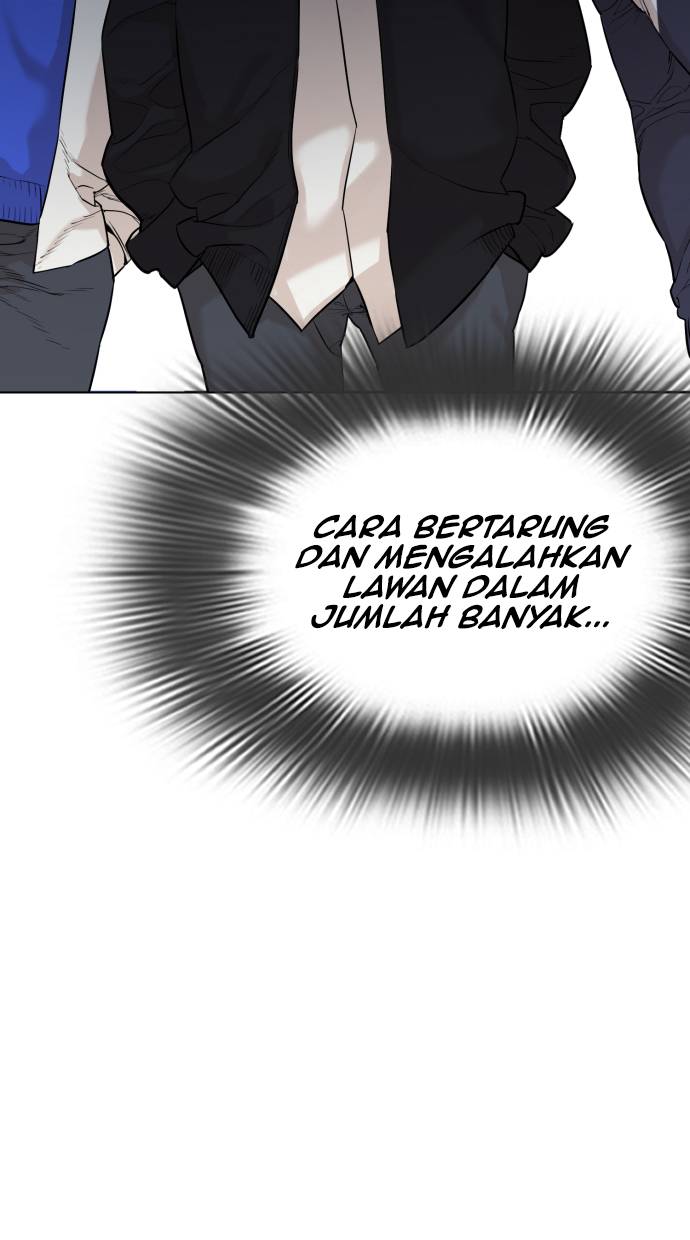 CARA BERTARUNG
DAN MENGALAHKAN
LAWAN DALAM
JUMLAH BANYAK...